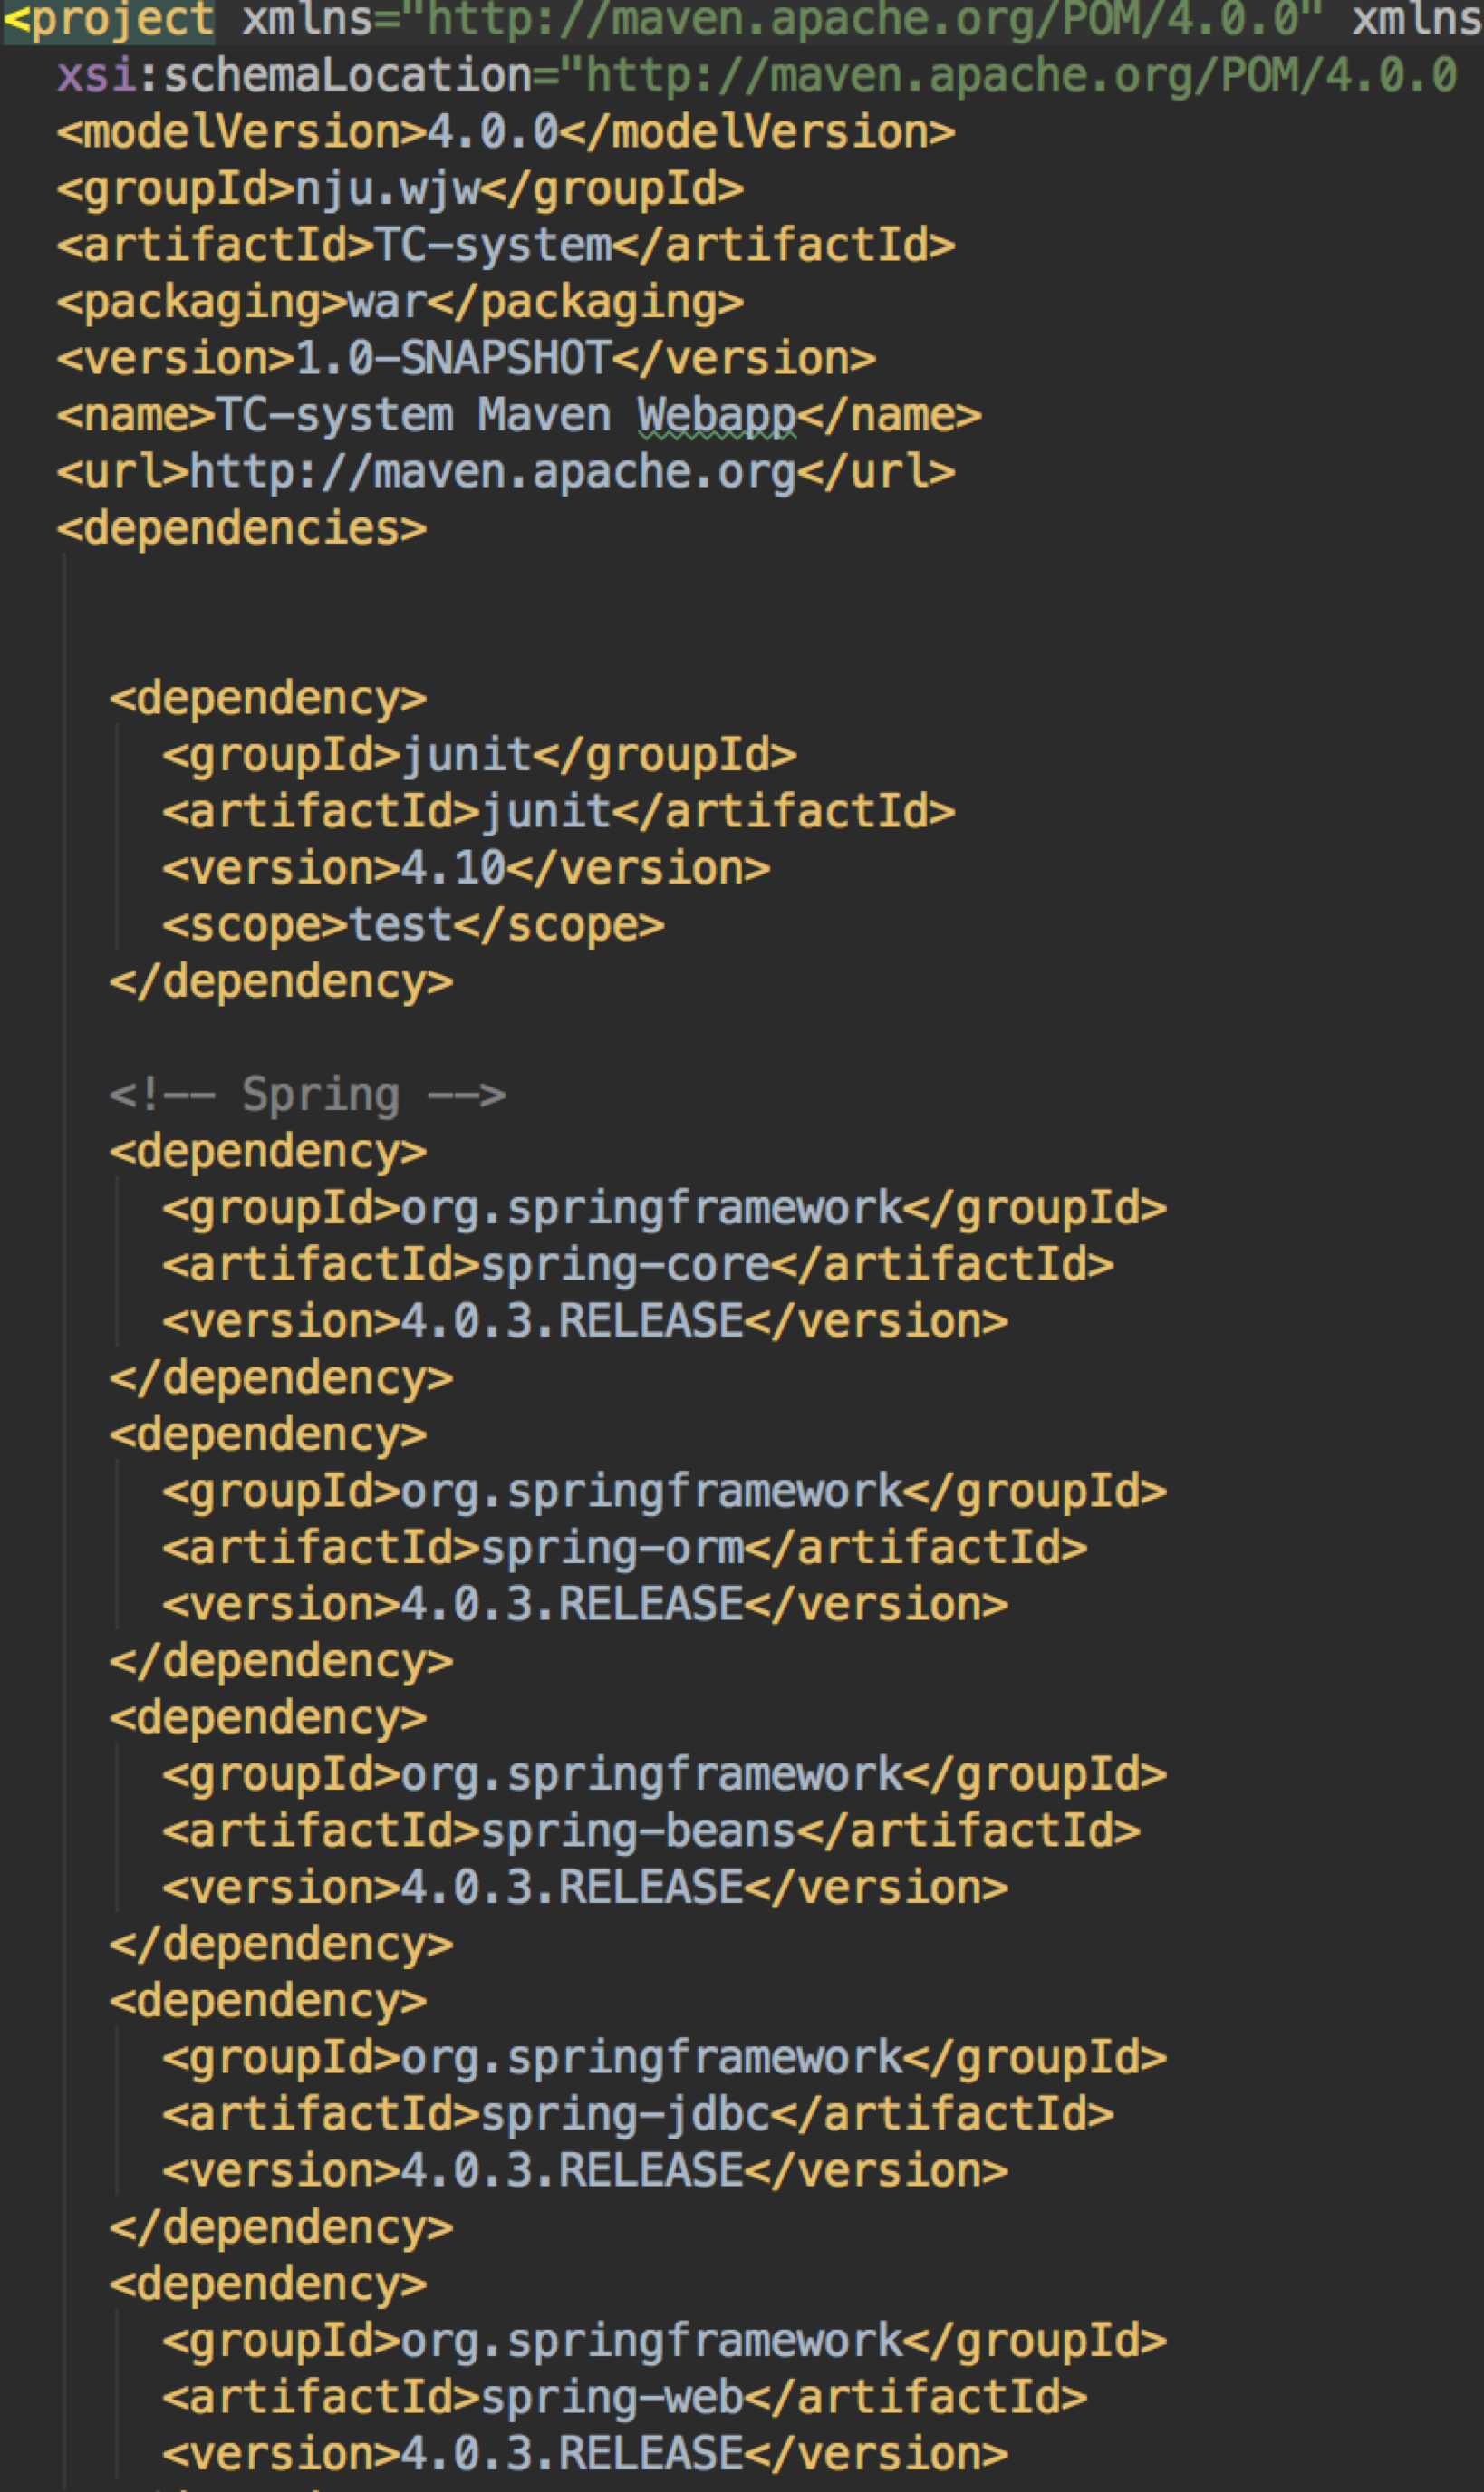 <project xmlns="http://maven.apache.org/POM/4.0.0" xmlns
xsi:schemaLocation="http://maven.apache.org/POM/4.0.0
<modelVersion>4.0.0</modelVersion>
<groupId>nju.wjw</groupId>
<artifactId>TC-system</artifactId>
<packaging>war</packaging>
<version>1.0-SNAPSHOT</version>
<name>TC-system Maven Webapp</name>
<url>http://maven.apache.org</url>
<dependencies>
<dependency>
<groupId>junit</groupId>
<artifactId>junit</artifactId>
<version>4.10</version>
<scope>test</scope>
</dependency>
<!-- Spring -->
<dependency>
<groupId>org.springframework</groupId>
<artifactId>spring-core</artifactId>
<version>4.0.3.RELEASE</version>
</dependency>
<dependency>
<groupId>org.springframework</groupId>
<artifactId>spring-orm</artifactId>
<version>4.0.3.RELEASE</version>
</dependency>
<dependency>
<groupId>org.springframework</groupId>
<artifactId>spring-beans</artifactId>
<version>4.0.3.RELEASE</version>
</dependency>
<dependency>
<groupId>org.springframework</groupId>
<artifactId>spring-jdbc</artifactId>
<version>4.0.3.RELEASE</version>
</dependency>
<dependency>
<groupId>org.springframework</groupId>
<artifactId>spring-web</artifactId>
<version>4.0.3.RELEASE</version>